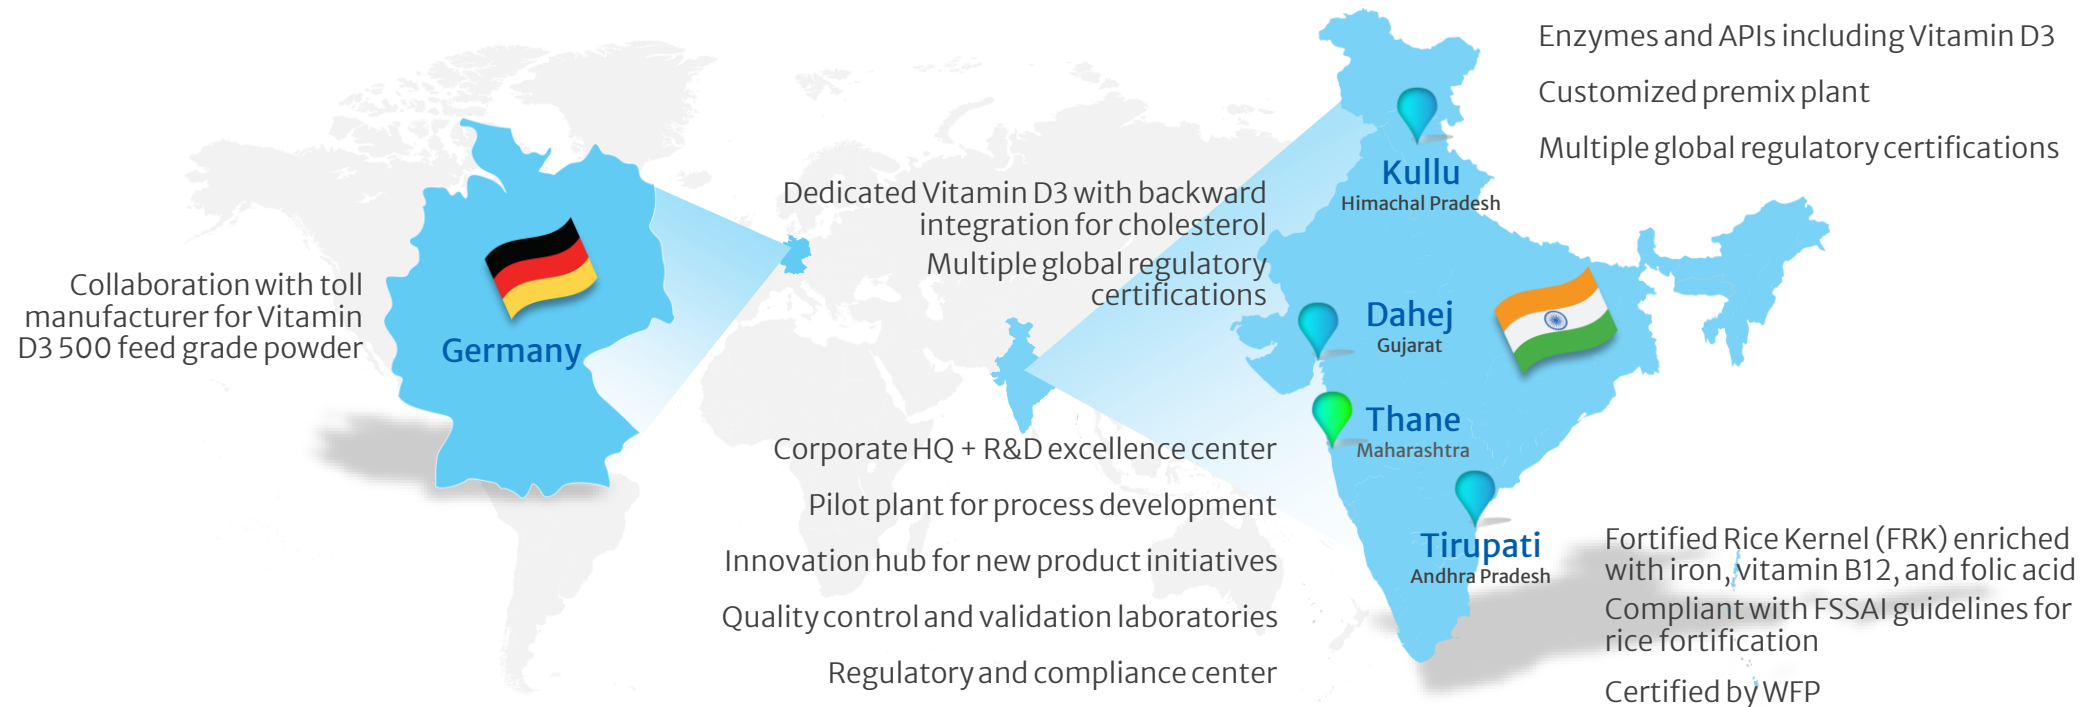 Collaboration with toll
manufacturer for Vitamin
D3 500 feed grade powder
Germany
Dedicated Vitamin D3 with backward
integration for cholesterol
Multiple global regulatory
certifications
Corporate HQ + R&D excellence center
Pilot plant for process development
Innovation hub for new product initiatives
Quality control and validation laboratories
Regulatory and compliance center
Enzymes and APIs including Vitamin D3
Customized premix plant
Multiple global regulatory certifications
Kullu
Himachal Pradesh
Dahej
Gujarat
Thane
Maharashtra
Tirupati
Andhra Pradesh
Fortified Rice Kernel (FRK) enriched
with iron, vitamin B12, and folic acid
Compliant with FSSAI guidelines for
rice fortification
Certified by WFP